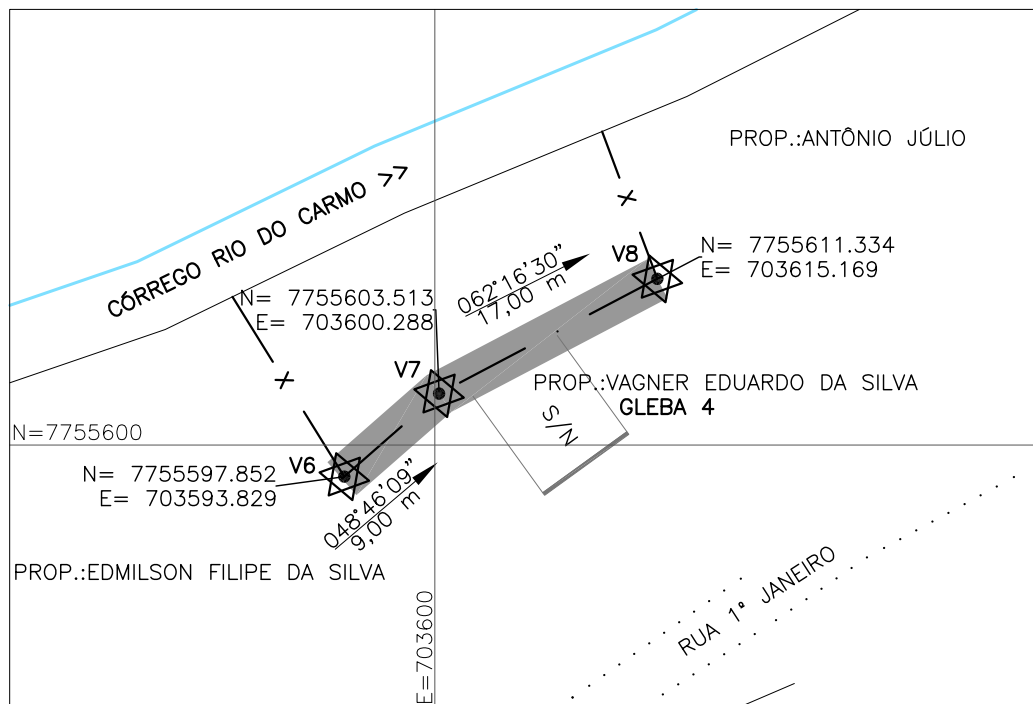 PROP.:ANTÔNIO JÚLIO
CÓRREGO RIO DO CARMO >>
X
V8
N= 7755611.334
E= 703615.169
062°16'30"
17,00 m
N= 7755603.513
E= 703600.288
X
V7
PROP.:VAGNER EDUARDO DA SILVA
GLEBA 4
S/N
N=7755600
V6
N= 7755597.852
E= 703593.829
048°46'09"
9,00 m
PROP.:EDMILSON FILIPE DA SILVA
E=703600
RUA 1º JANEIRO